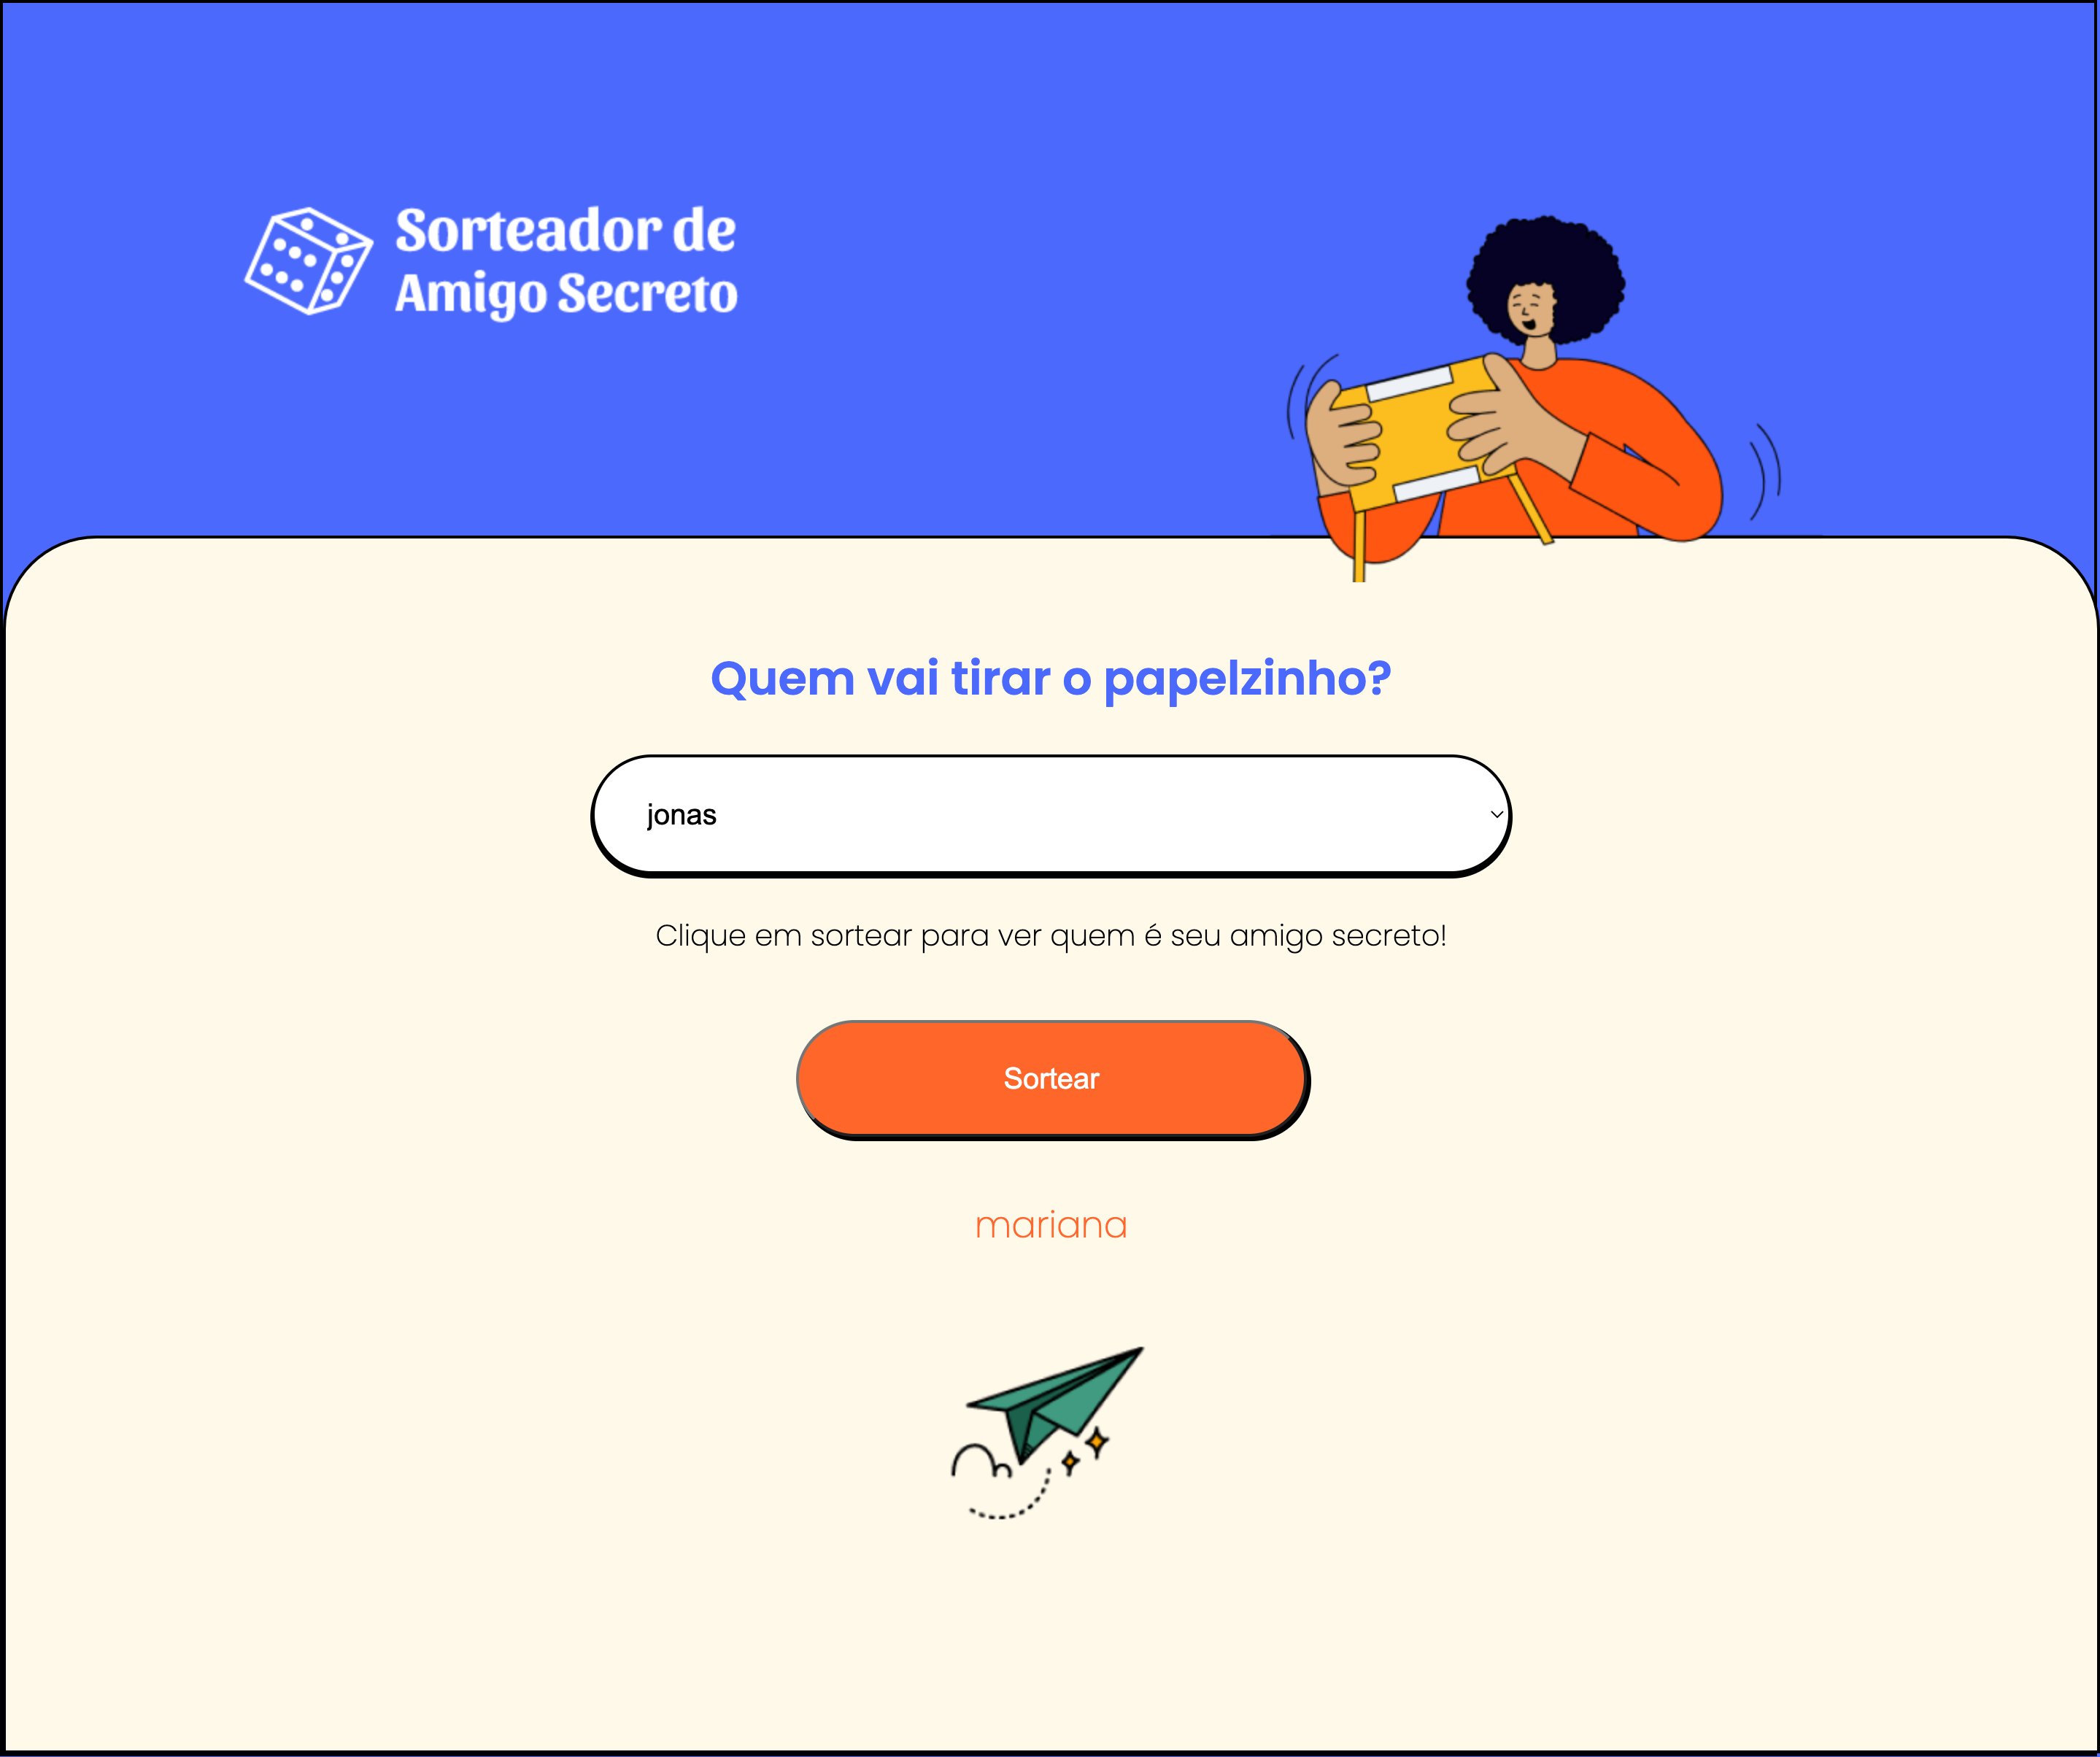 Sorteador de
Amigo Secreto
Quem vai tirar o papelzinho?
jonas
Clique em sortear para ver quem é seu amigo secreto!
Sortear
mariana